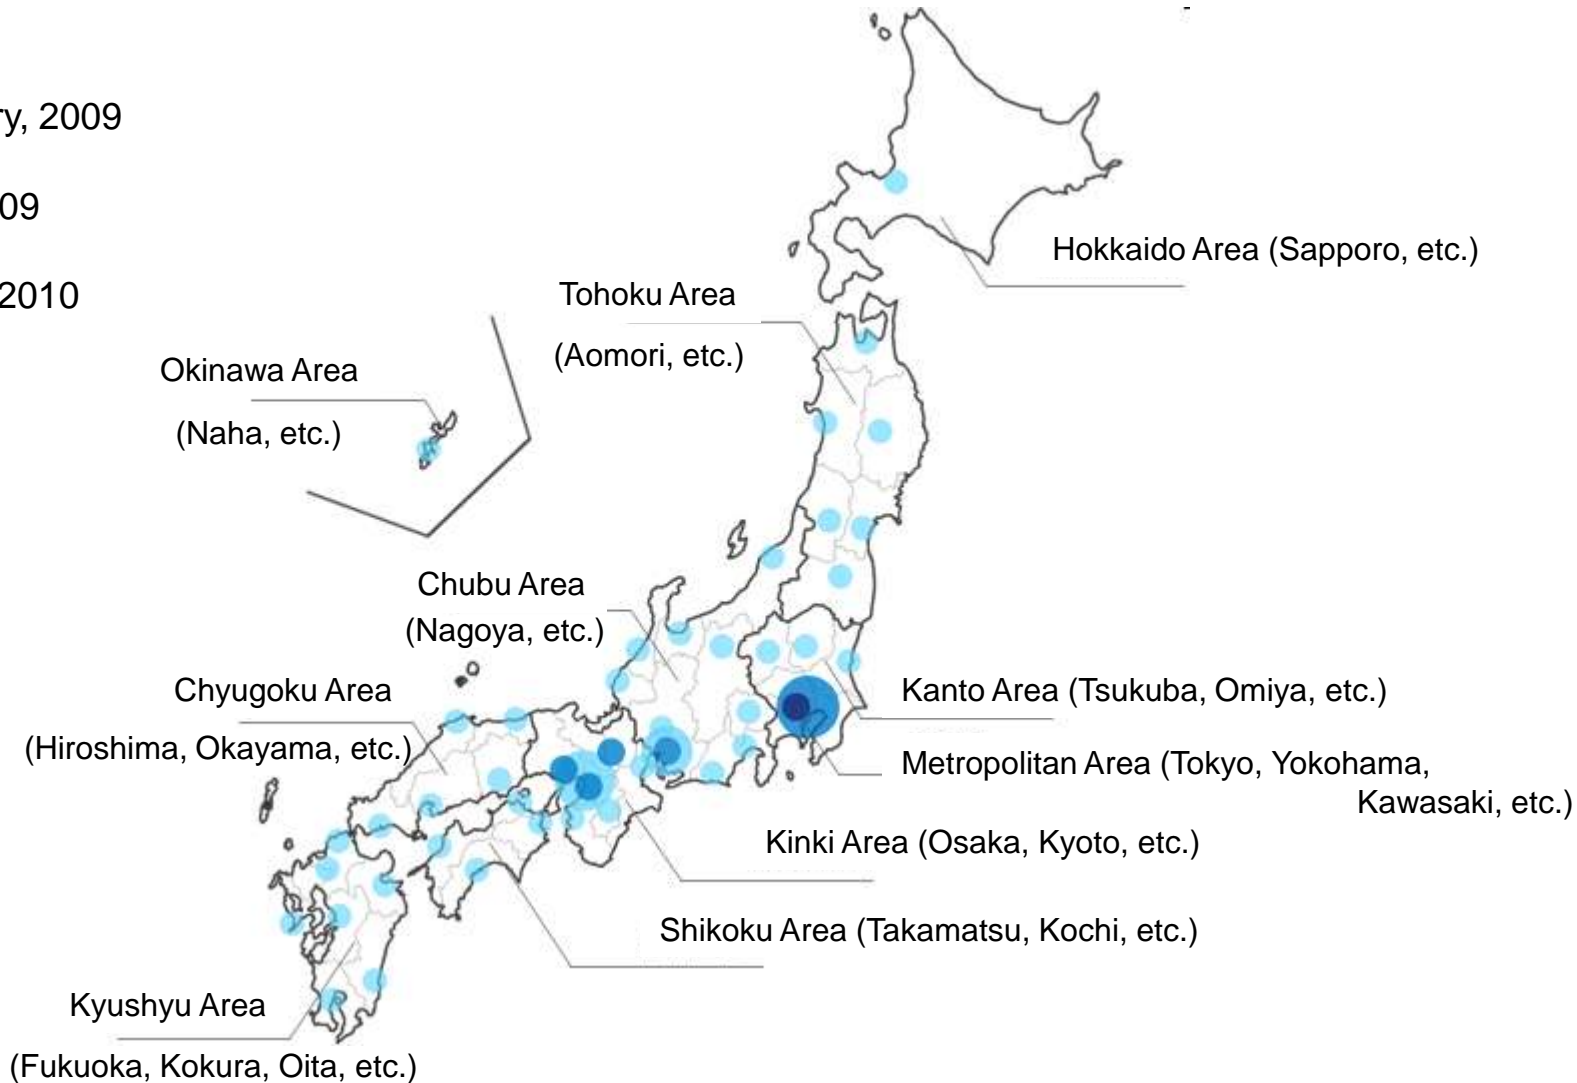 ry, 2009
09
2010
Hokkaido Area (Sapporo, etc.)
Tohoku Area
(Aomori, etc.)
Okinawa Area
(Naha, etc.)
Chubu Area
(Nagoya, etc.)
Chyugoku Area
(Hiroshima, Okayama, etc.)
Kanto Area (Tsukuba, Omiya, etc.)
Metropolitan Area (Tokyo, Yokohama,
Kawasaki, etc.)
Kinki Area (Osaka, Kyoto, etc.)
Shikoku Area (Takamatsu, Kochi, etc.)
Kyushyu Area
(Fukuoka, Kokura, Oita, etc.)